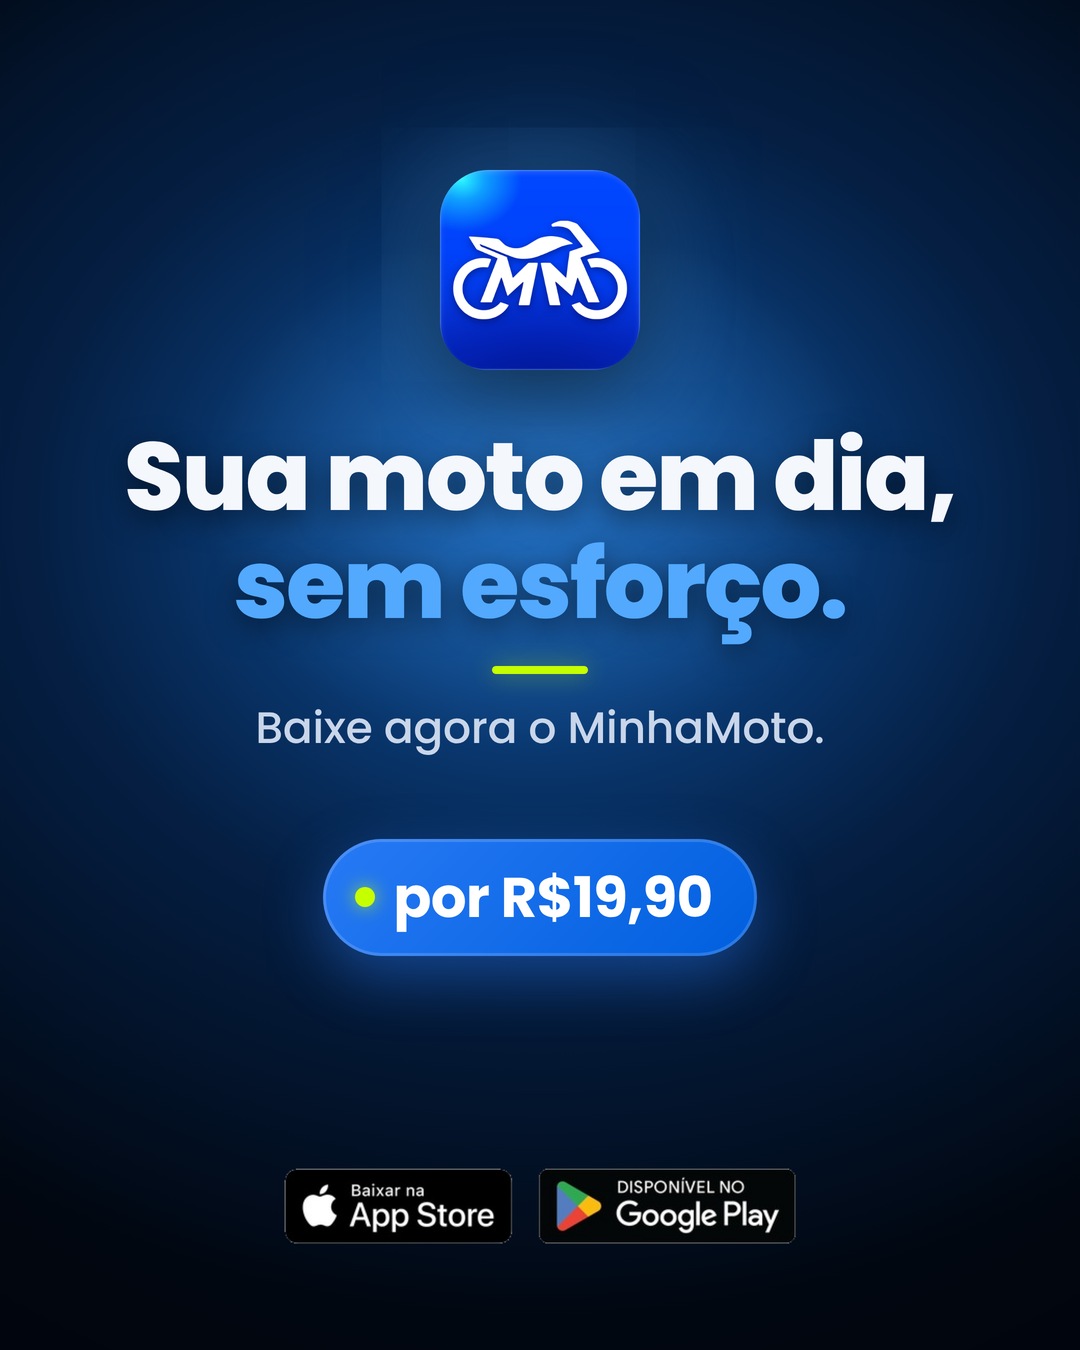 MM
Sua moto em dia,
sem esforço.
Baixe agora o MinhaMoto.
por R$19,90
Baixar na
App Store
DISPONÍVEL NO
Google Play